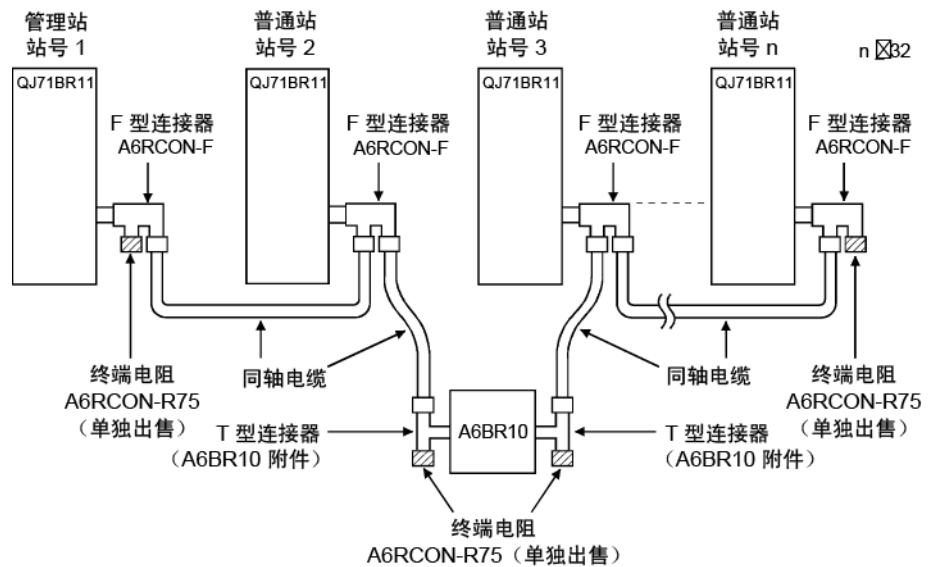 管理站
站号 1
普通站
站号 2
普通站
站号 3
普通站
站号 n
n 32
QJ71BR11
QJ71BR11
QJ71BR11
QJ71BR11
F 型连接器
A6RCON-F
F 型连接器
A6RCON-F
F 型连接器
A6RCON-F
F 型连接器
A6RCON-F
终端电阻
A6RCON-R75
（单独出售）
同轴电缆
同轴电缆
终端电阻
A6RCON-R75
（单独出售）
T 型连接器
（A6BR10 附件）
A6BR10
T 型连接器
（A6BR10 附件）
终端电阻
A6RCON-R75（单独出售）